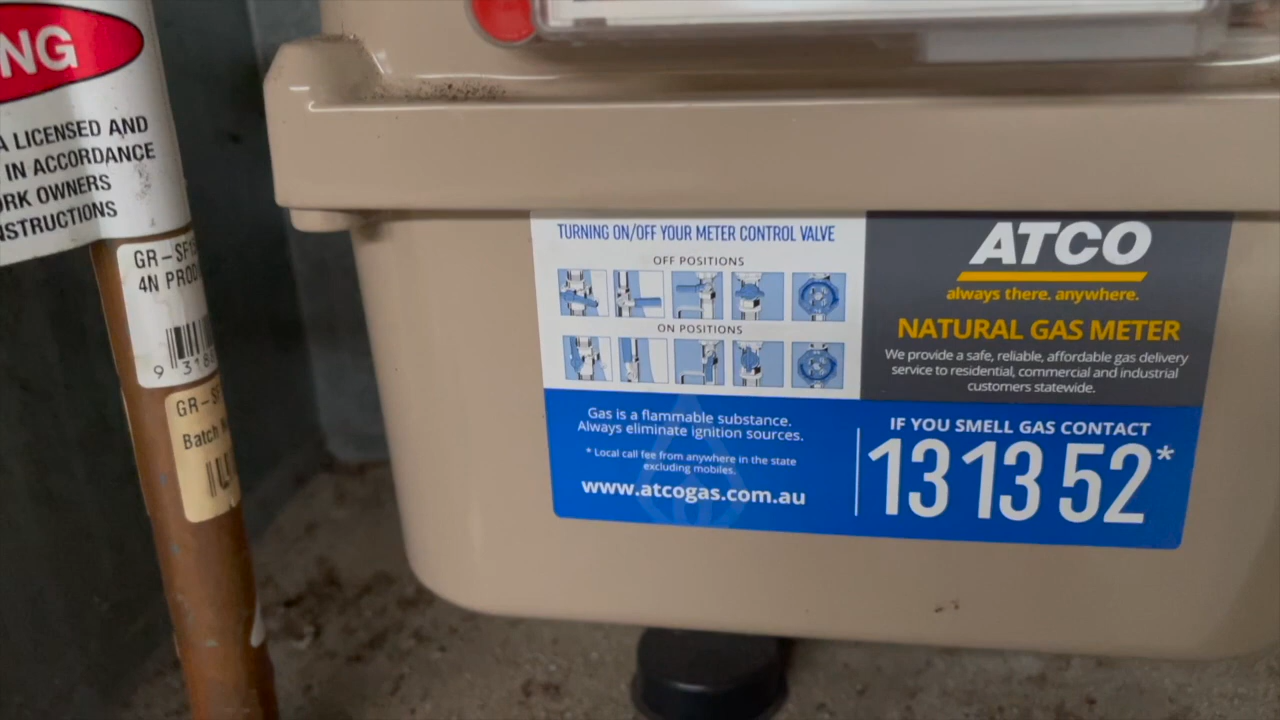 NG
A LICENSED AND
IN ACCORDANCE
ORK OWNERS
NSTRUCTIONS
GR-SF15
4N PROD
9 318
GR-S
Batch
TURNING ON/OFF YOUR METER CONTROL VALVE
OFF POSITIONS
ON POSITIONS
ATCO
always there. anywhere.
NATURAL GAS METER
We provide a safe, reliable, affordable gas delivery
service to residential, commercial and industrial
customers statewide.
Gas is a flammable substance.
Always eliminate ignition sources.
* Local call fee from anywhere in the state
excluding mobiles.
www.atcogas.com.au
IF YOU SMELL GAS CONTACT
13 13 52*